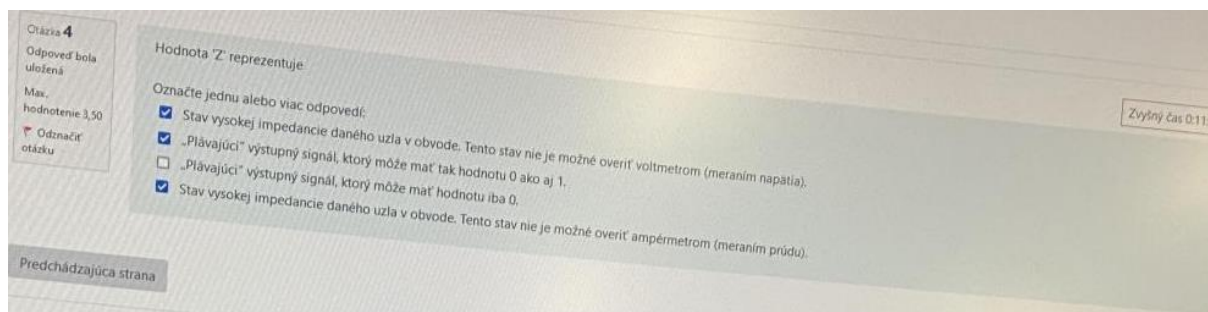 Otázka 4
Odpoveď bola
uložená
Max.
hodnotenie 3,50
Odznačiť
otázku
Hodnota 'Z' reprezentuje
Označte jednu alebo viac odpovedí:
Stav vysokej impedancie daného uzla v obvode. Tento stav nie je možné overiť voltmetrom (meraním napätia).
„Plávajúci“ výstupný signál, ktorý môže mať tak hodnotu 0 ako aj 1.
„Plávajúci“ výstupný signál, ktorý môže mať hodnotu iba 0.
Stav vysokej impedancie daného uzla v obvode. Tento stav nie je možné overiť ampérmetrom (meraním prúdu).
Zvyšný čas 0:11:
Predchádzajúca strana